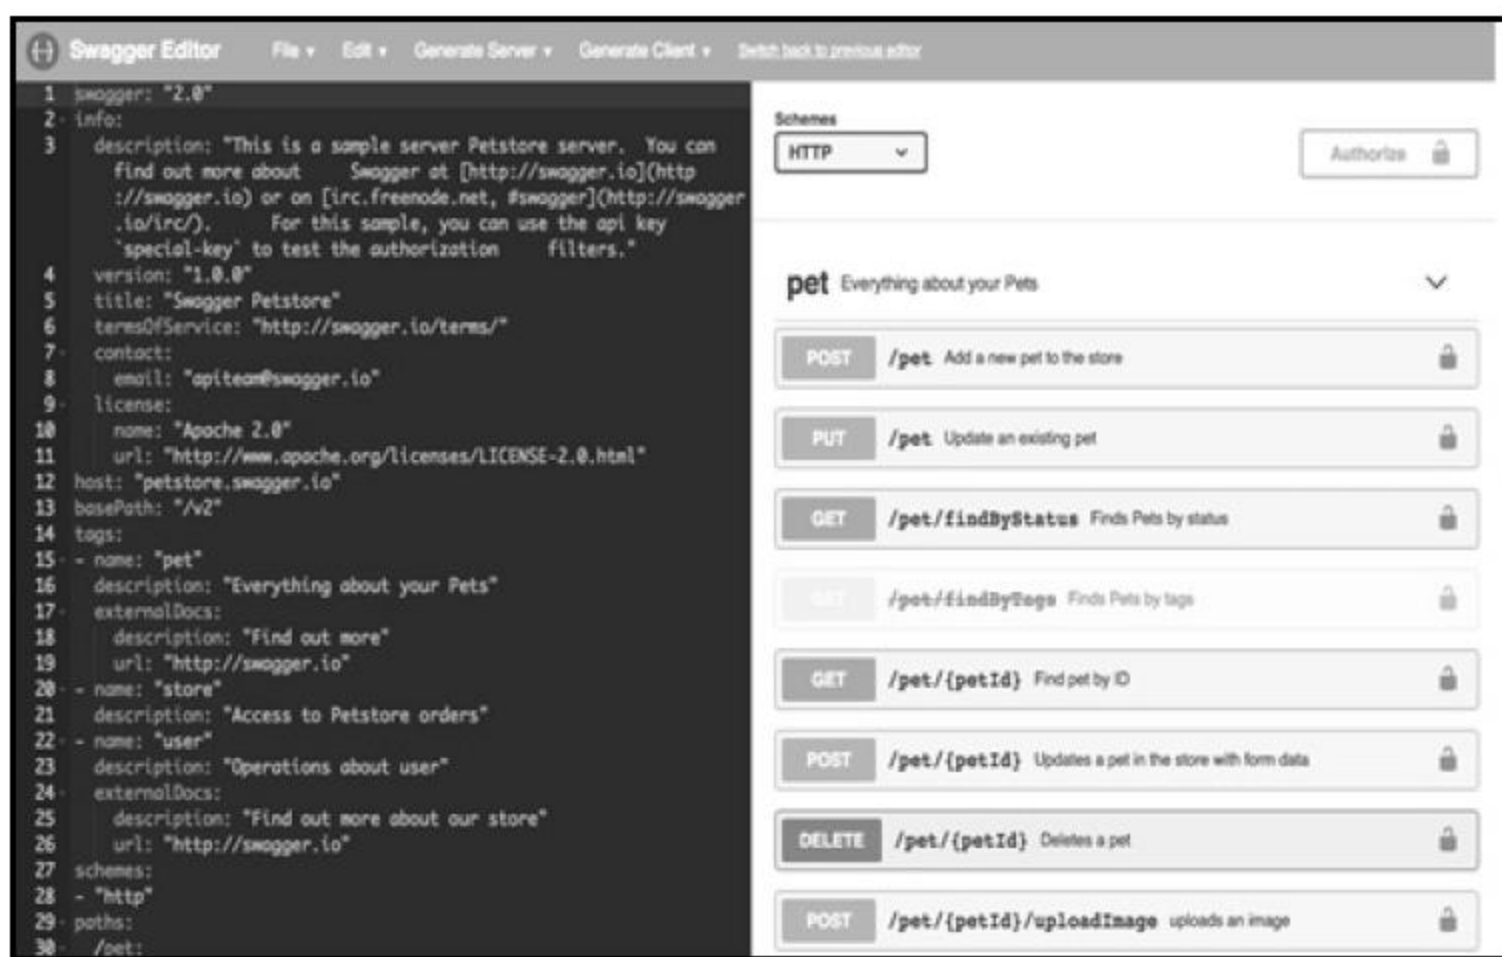 Swagger Editor File Edit Generate Server Generate Client Switch back to previous editor
1 swagger: "2.0"
2 info:
3 description: "This is a sample server Petstore server. You can
find out more about Swagger at [http://swagger.io](http
://swagger.io) or on [irc.freenode.net, #swagger](http://swagger
.io/irc/). For this sample, you can use the api key
`special-key` to test the authorization filters."
4 version: "1.0.0"
5 title: "Swagger Petstore"
6 termsOfService: "http://swagger.io/terms/"
7 contact:
8 email: "apiteam@swagger.io"
9 license:
10 name: "Apache 2.0"
11 url: "http://www.apache.org/licenses/LICENSE-2.0.html"
12 host: "petstore.swagger.io"
13 basePath: "/v2"
14 tags:
15 - name: "pet"
16 description: "Everything about your Pets"
17 externalDocs:
18 description: "Find out more"
19 url: "http://swagger.io"
20 - name: "store"
21 description: "Access to Petstore orders"
22 - name: "user"
23 description: "Operations about user"
24 externalDocs:
25 description: "Find out more about our store"
26 url: "http://swagger.io"
27 schemes:
28 - "http"
29 paths:
30 /pet:
Schemes
HTTP
Authorize
pet Everything about your Pets
POST /pet Add a new pet to the store
PUT /pet Update an existing pet
GET /pet/findByStatus Finds Pets by status
GET /pet/findByTags Finds Pets by tags
GET /pet/{petId} Find pet by ID
POST /pet/{petId} Updates a pet in the store with form data
DELETE /pet/{petId} Deletes a pet
POST /pet/{petId}/uploadImage uploads an image